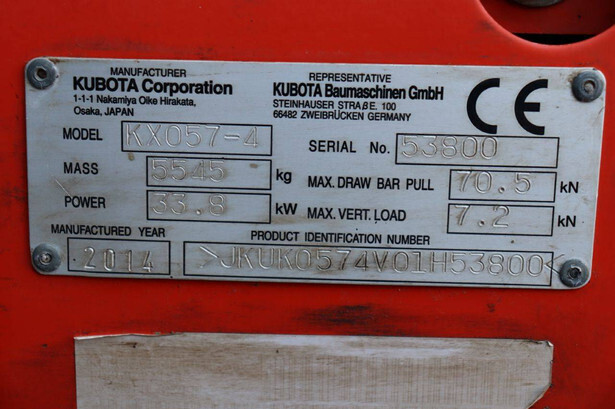 MANUFACTURER
KUBOTA Corporation
1-1-1 Nakamiya Oike Hirakata,
Osaka, JAPAN
REPRESENTATIVE
KUBOTA Baumaschinen GmbH
STEINHAUSER STRAßE. 100
66482 ZWEIBRÜCKEN GERMANY
CE
MODEL KX057-4
SERIAL No. 53800
MASS 5545 kg
MAX. DRAW BAR PULL 70.5 kN
POWER 33.8 kW
MAX. VERT. LOAD 7.2 kN
MANUFACTURED YEAR
2014
PRODUCT IDENTIFICATION NUMBER
>JKUK0574V01H53800<